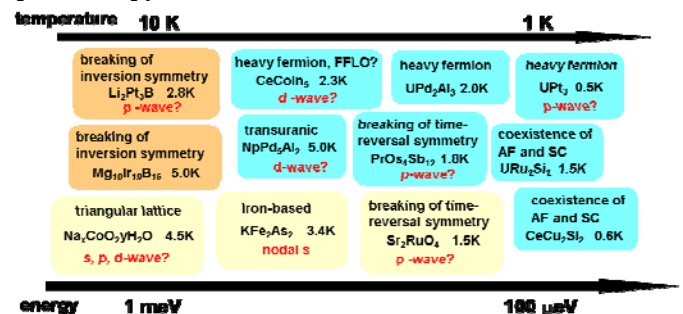 temperature 10 K 1 K
breaking of
inversion symmetry
Li₂Pt₃B 2.8K
p -wave?
heavy fermion, FFLO?
CeCoIn₅ 2.3K
d -wave?
heavy fermion
UPd₂Al₃ 2.0K
heavy fermion
UPt₃ 0.5K
p-wave?
breaking of
inversion symmetry
Mg₁₀Ir₁₉B₁₆ 5.0K
transuranic
NpPd₅Al₂ 5.0K
d-wave?
breaking of time-
reversal symmetry
PrOs₄Sb₁₂ 1.8K
p-wave?
coexistence of
AF and SC
URu₂Si₂ 1.5K
triangular lattice
NaₓCoO₂yH₂O 4.5K
s, p, d-wave?
Iron-based
KFe₂As₂ 3.4K
nodal s
breaking of time-
reversal symmetry
Sr₂RuO₄ 1.5K
p -wave?
coexistence of
AF and SC
CeCu₂Si₂ 0.6K
energy 1 meV 100 μeV